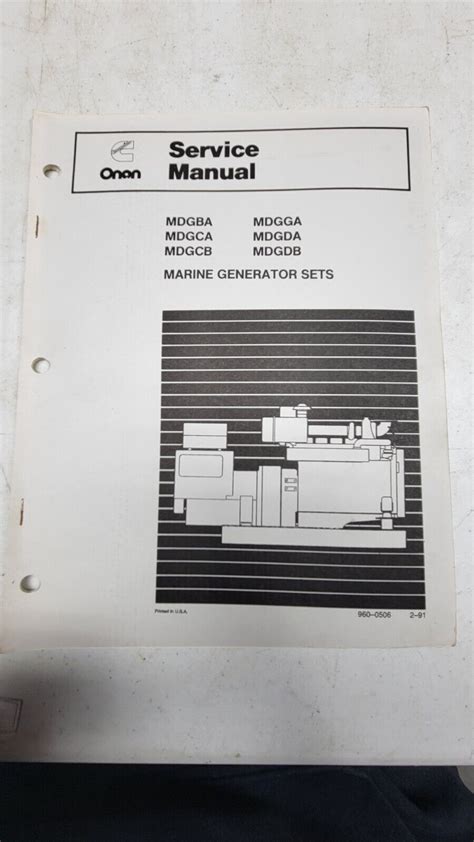 Onan
Service
Manual
MDGBA MDGGA
MDGCA MDGDA
MDGCB MDGDB
MARINE GENERATOR SETS
Printed in U.S.A.
960-0506 2-91